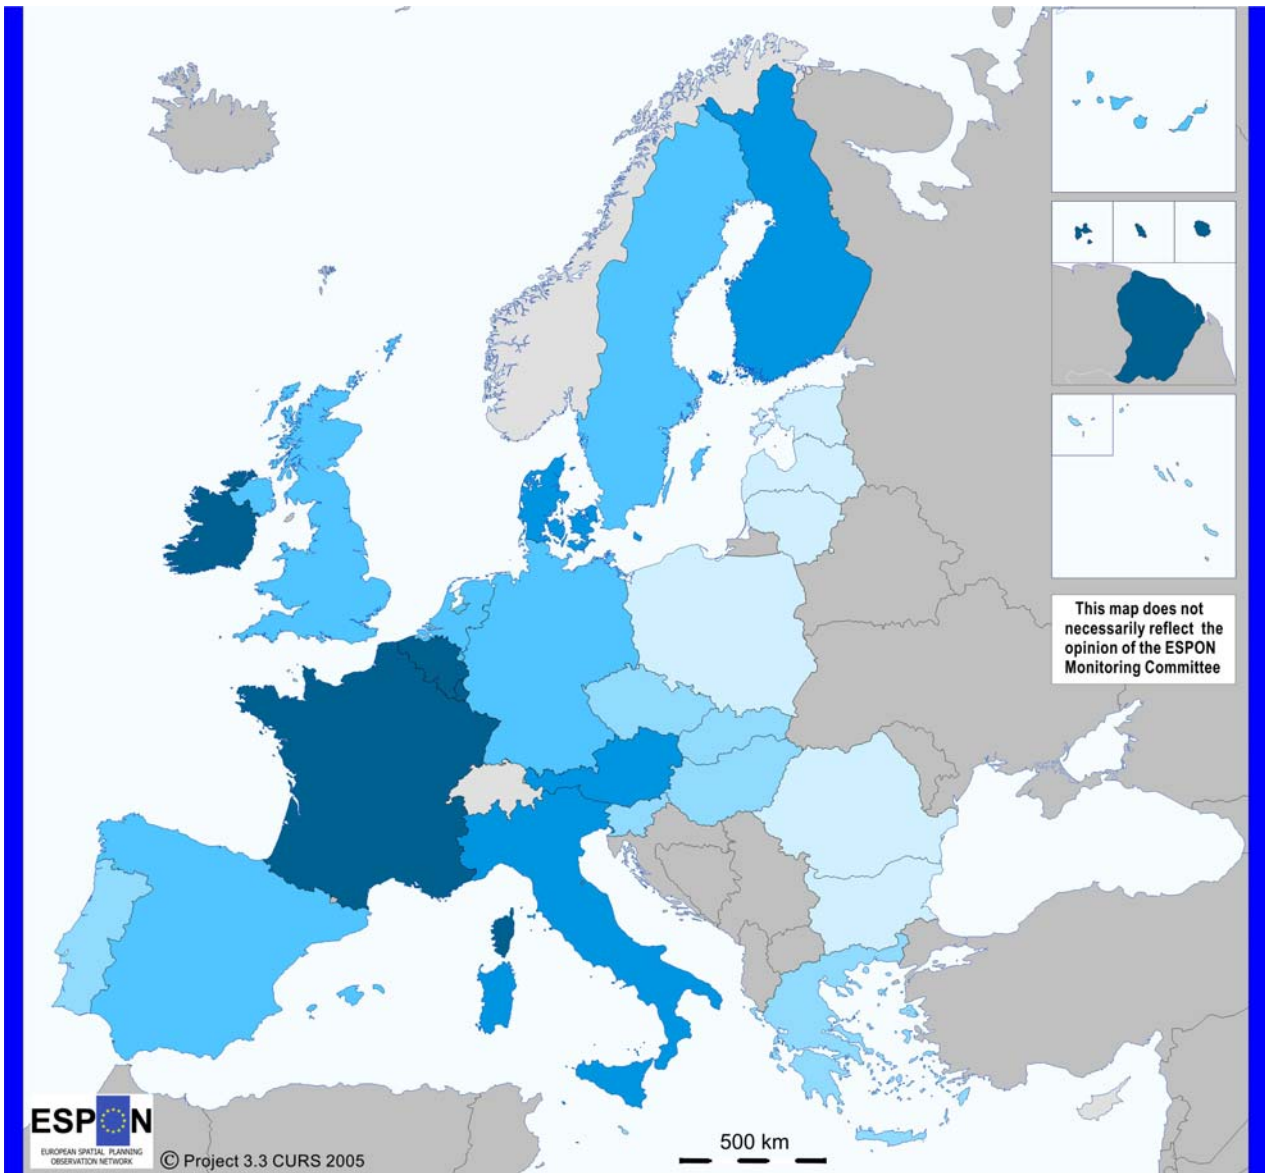 This map does not
necessarily reflect the
opinion of the ESPON
Monitoring Committee
ESPON
EUROPEAN SPATIAL PLANNING
OBSERVATION NETWORK
© Project 3.3 CURS 2005
500 km